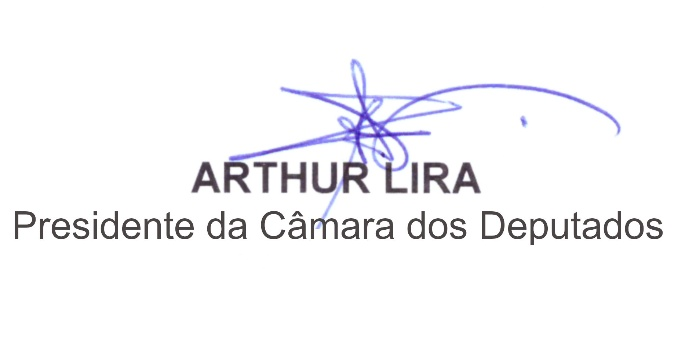 ARTHUR LIRA
Presidente da Câmara dos Deputados